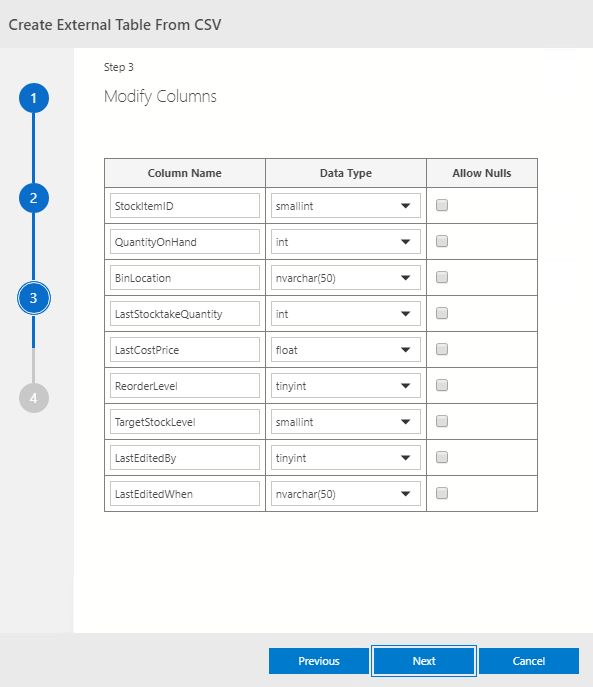 Create External Table From CSV
1
2
3
4
Step 3
Modify Columns
Column Name Data Type Allow Nulls
StockItemID smallint
QuantityOnHand int
BinLocation nvarchar(50)
LastStocktakeQuantity int
LastCostPrice float
ReorderLevel tinyint
TargetStockLevel smallint
LastEditedBy tinyint
LastEditedWhen nvarchar(50)
Previous Next Cancel